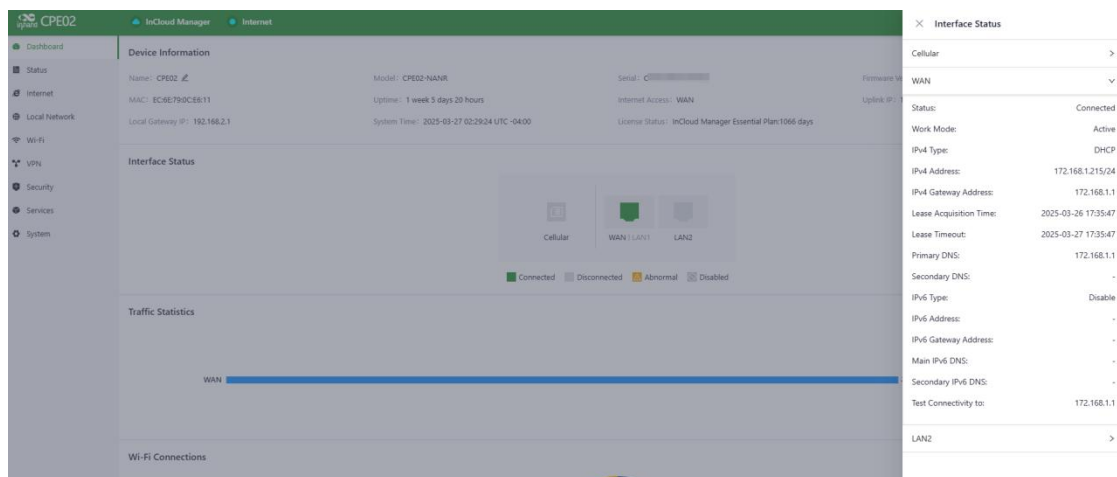 inhand CPE02
InCloud Manager
Internet
Dashboard
Status
Internet
Local Network
Wi-Fi
VPN
Security
Services
System
Device Information
Name: CPE02
Model: CPE02-NANR
Serial: C
Firmware Ve
MAC: EC:6E:79:0C:E6:11
Uptime: 1 week 5 days 20 hours
Internet Access: WAN
Uplink IP: 1
Local Gateway IP: 192.168.2.1
System Time: 2025-03-27 02:29:24 UTC -04:00
License Status: InCloud Manager Essential Plan:1066 days
Interface Status
Cellular
WAN \ LAN1
LAN2
Connected
Disconnected
Abnormal
Disabled
Traffic Statistics
WAN
Wi-Fi Connections
Interface Status
Cellular
WAN
Status: Connected
Work Mode: Active
IPv4 Type: DHCP
IPv4 Address: 172.168.1.215/24
IPv4 Gateway Address: 172.168.1.1
Lease Acquisition Time: 2025-03-26 17:35:47
Lease Timeout: 2025-03-27 17:35:47
Primary DNS: 172.168.1.1
Secondary DNS: -
IPv6 Type: Disable
IPv6 Address: -
IPv6 Gateway Address: -
Main IPv6 DNS: -
Secondary IPv6 DNS: -
Test Connectivity to: 172.168.1.1
LAN2